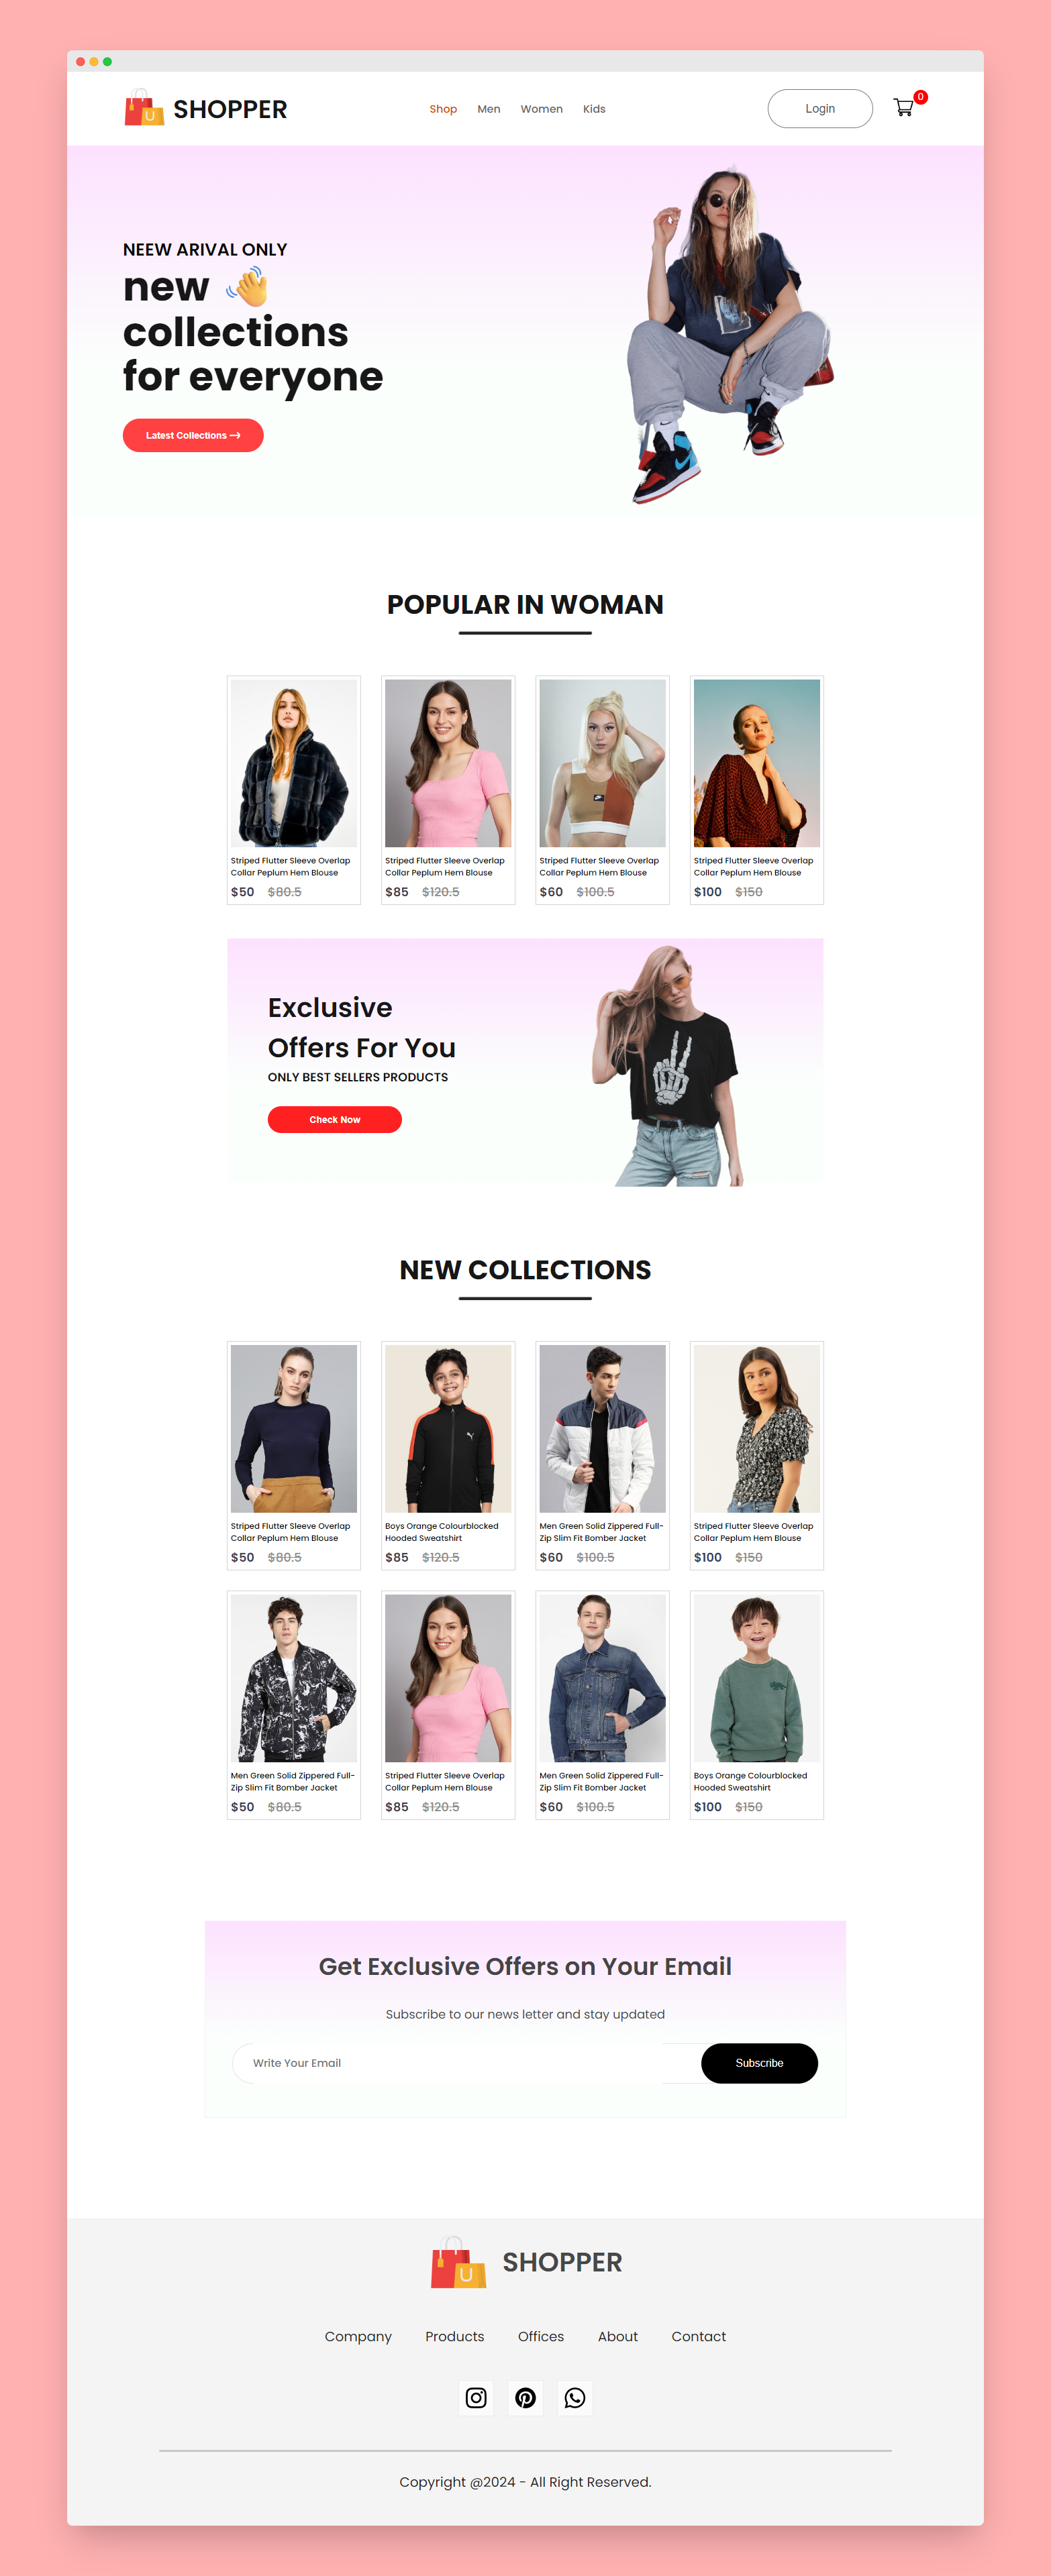 SHOPPER
Shop Men Women Kids
Login
0
NEEW ARIVAL ONLY
new 👋
collections
for everyone
Latest Collections →
POPULAR IN WOMAN
Striped Flutter Sleeve Overlap
Collar Peplum Hem Blouse
$50 $80.5
Striped Flutter Sleeve Overlap
Collar Peplum Hem Blouse
$85 $120.5
Striped Flutter Sleeve Overlap
Collar Peplum Hem Blouse
$60 $100.5
Striped Flutter Sleeve Overlap
Collar Peplum Hem Blouse
$100 $150
Exclusive
Offers For You
ONLY BEST SELLERS PRODUCTS
Check Now
NEW COLLECTIONS
Striped Flutter Sleeve Overlap
Collar Peplum Hem Blouse
$50 $80.5
Boys Orange Colourblocked
Hooded Sweatshirt
$85 $120.5
Men Green Solid Zippered Full-
Zip Slim Fit Bomber Jacket
$60 $100.5
Striped Flutter Sleeve Overlap
Collar Peplum Hem Blouse
$100 $150
Men Green Solid Zippered Full-
Zip Slim Fit Bomber Jacket
$50 $80.5
Striped Flutter Sleeve Overlap
Collar Peplum Hem Blouse
$85 $120.5
Men Green Solid Zippered Full-
Zip Slim Fit Bomber Jacket
$60 $100.5
Boys Orange Colourblocked
Hooded Sweatshirt
$100 $150
Get Exclusive Offers on Your Email
Subscribe to our news letter and stay updated
Write Your Email
Subscribe
SHOPPER
Company Products Offices About Contact
Copyright @2024 - All Right Reserved.